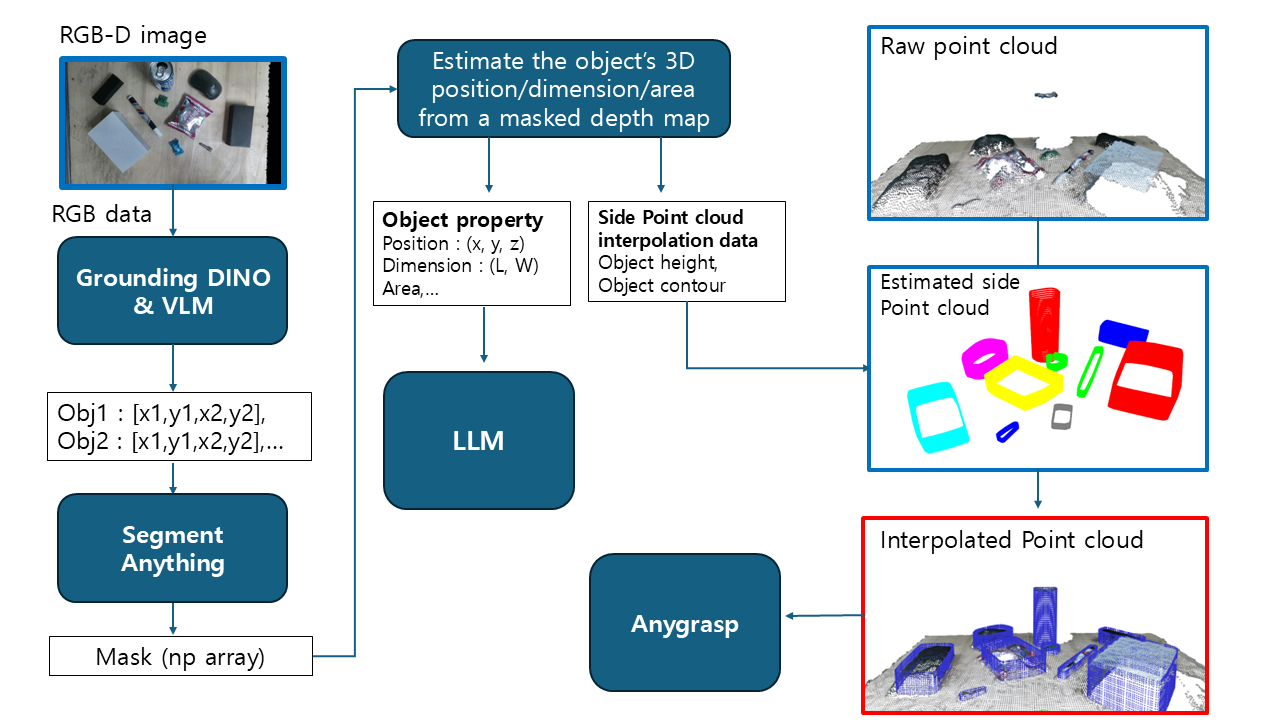 RGB-D image
RGB data
Grounding DINO
& VLM
Obj1 : [x1,y1,x2,y2],
Obj2 : [x1,y1,x2,y2],...
Segment
Anything
Mask (np array)
Estimate the object's 3D
position/dimension/area
from a masked depth map
Object property
Position : (x, y, z)
Dimension : (L, W)
Area,...
LLM
Side Point cloud
interpolation data
Object height,
Object contour
Raw point cloud
Estimated side
Point cloud
Interpolated Point cloud
Anygrasp